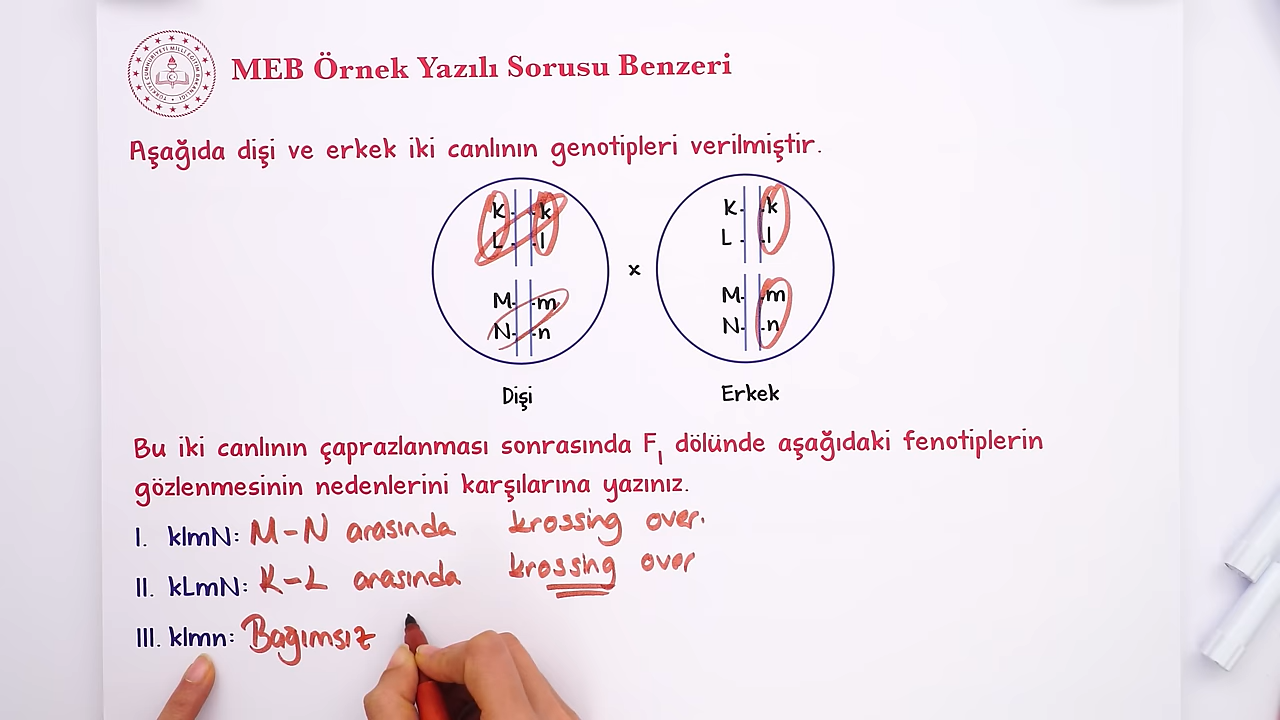 MEB Örnek Yazılı Sorusu Benzeri
Aşağıda dişi ve erkek iki canlının genotipleri verilmiştir.
K k
L l
M m
N n
x
K k
L l
M m
N n
Dişi
Erkek
Bu iki canlının çaprazlanması sonrasında F1 dölünde aşağıdaki fenotiplerin
gözlenmesinin nedenlerini karşılarına yazınız.
I. klmN: M-N arasında krossing over.
II. kLmN: K-L arasında krossing over
III. klmn: Bağımsız